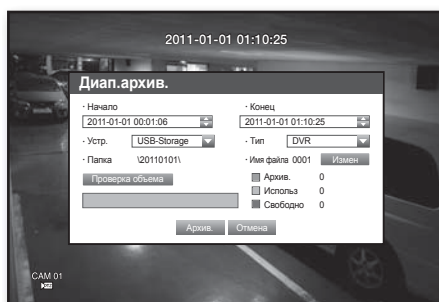 2011-01-01 01:10:25
Диап.архив.
· Начало · Конец
2011-01-01 00:01:06 2011-01-01 01:10:25
· Устр. USB-Storage · Тип DVR
· Папка \20110101\ · Имя файла 0001 Измен
Проверка объема Архив. 0
Использ 0
Свободно 0
Архив. Отмена
CAM 01